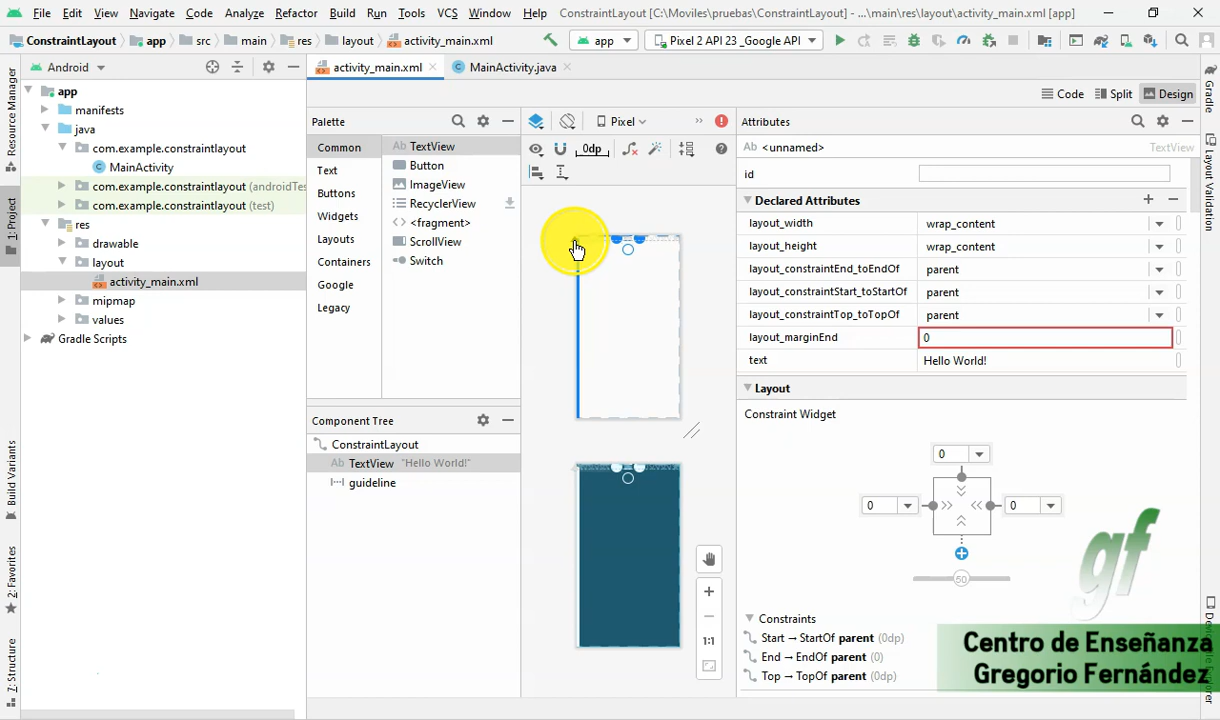 File Edit View Navigate Code Analyze Refactor Build Run Tools VCS Window Help ConstraintLayout [C:\Moviles\pruebas\ConstraintLayout] - ...\main\res\layout\activity_main.xml [app]
ConstraintLayout app src main res layout activity_main.xml app Pixel 2 API 23 _Google API
Android activity_main.xml MainActivity.java
Code Split Design
Palette Pixel Attributes
Common Ab TextView 0dp Ab <unnamed> TextView
Text Button id
Buttons ImageView Declared Attributes
Widgets RecyclerView layout_width wrap_content
Layouts <fragment> layout_height wrap_content
Containers ScrollView layout_constraintEnd_toEndOf parent
Google Switch layout_constraintStart_toStartOf parent
Legacy layout_constraintTop_toTopOf parent
layout_marginEnd 0
text Hello World!
Layout
Constraint Widget
0
0 0
50
Constraints
Start → StartOf parent (0dp)
End → EndOf parent (0)
Top → TopOf parent (0dp)
app
manifests
java
com.example.constraintlayout
MainActivity
com.example.constraintlayout (androidTes
com.example.constraintlayout (test)
res
drawable
layout
activity_main.xml
mipmap
values
Gradle Scripts
Component Tree
ConstraintLayout
Ab TextView "Hello World!"
guideline
1:1
Resource Manager
1: Project
Build Variants
2: Favorites
7: Structure
Gradle
Layout Validation
gf
Centro de Enseñanza
Gregorio Fernández